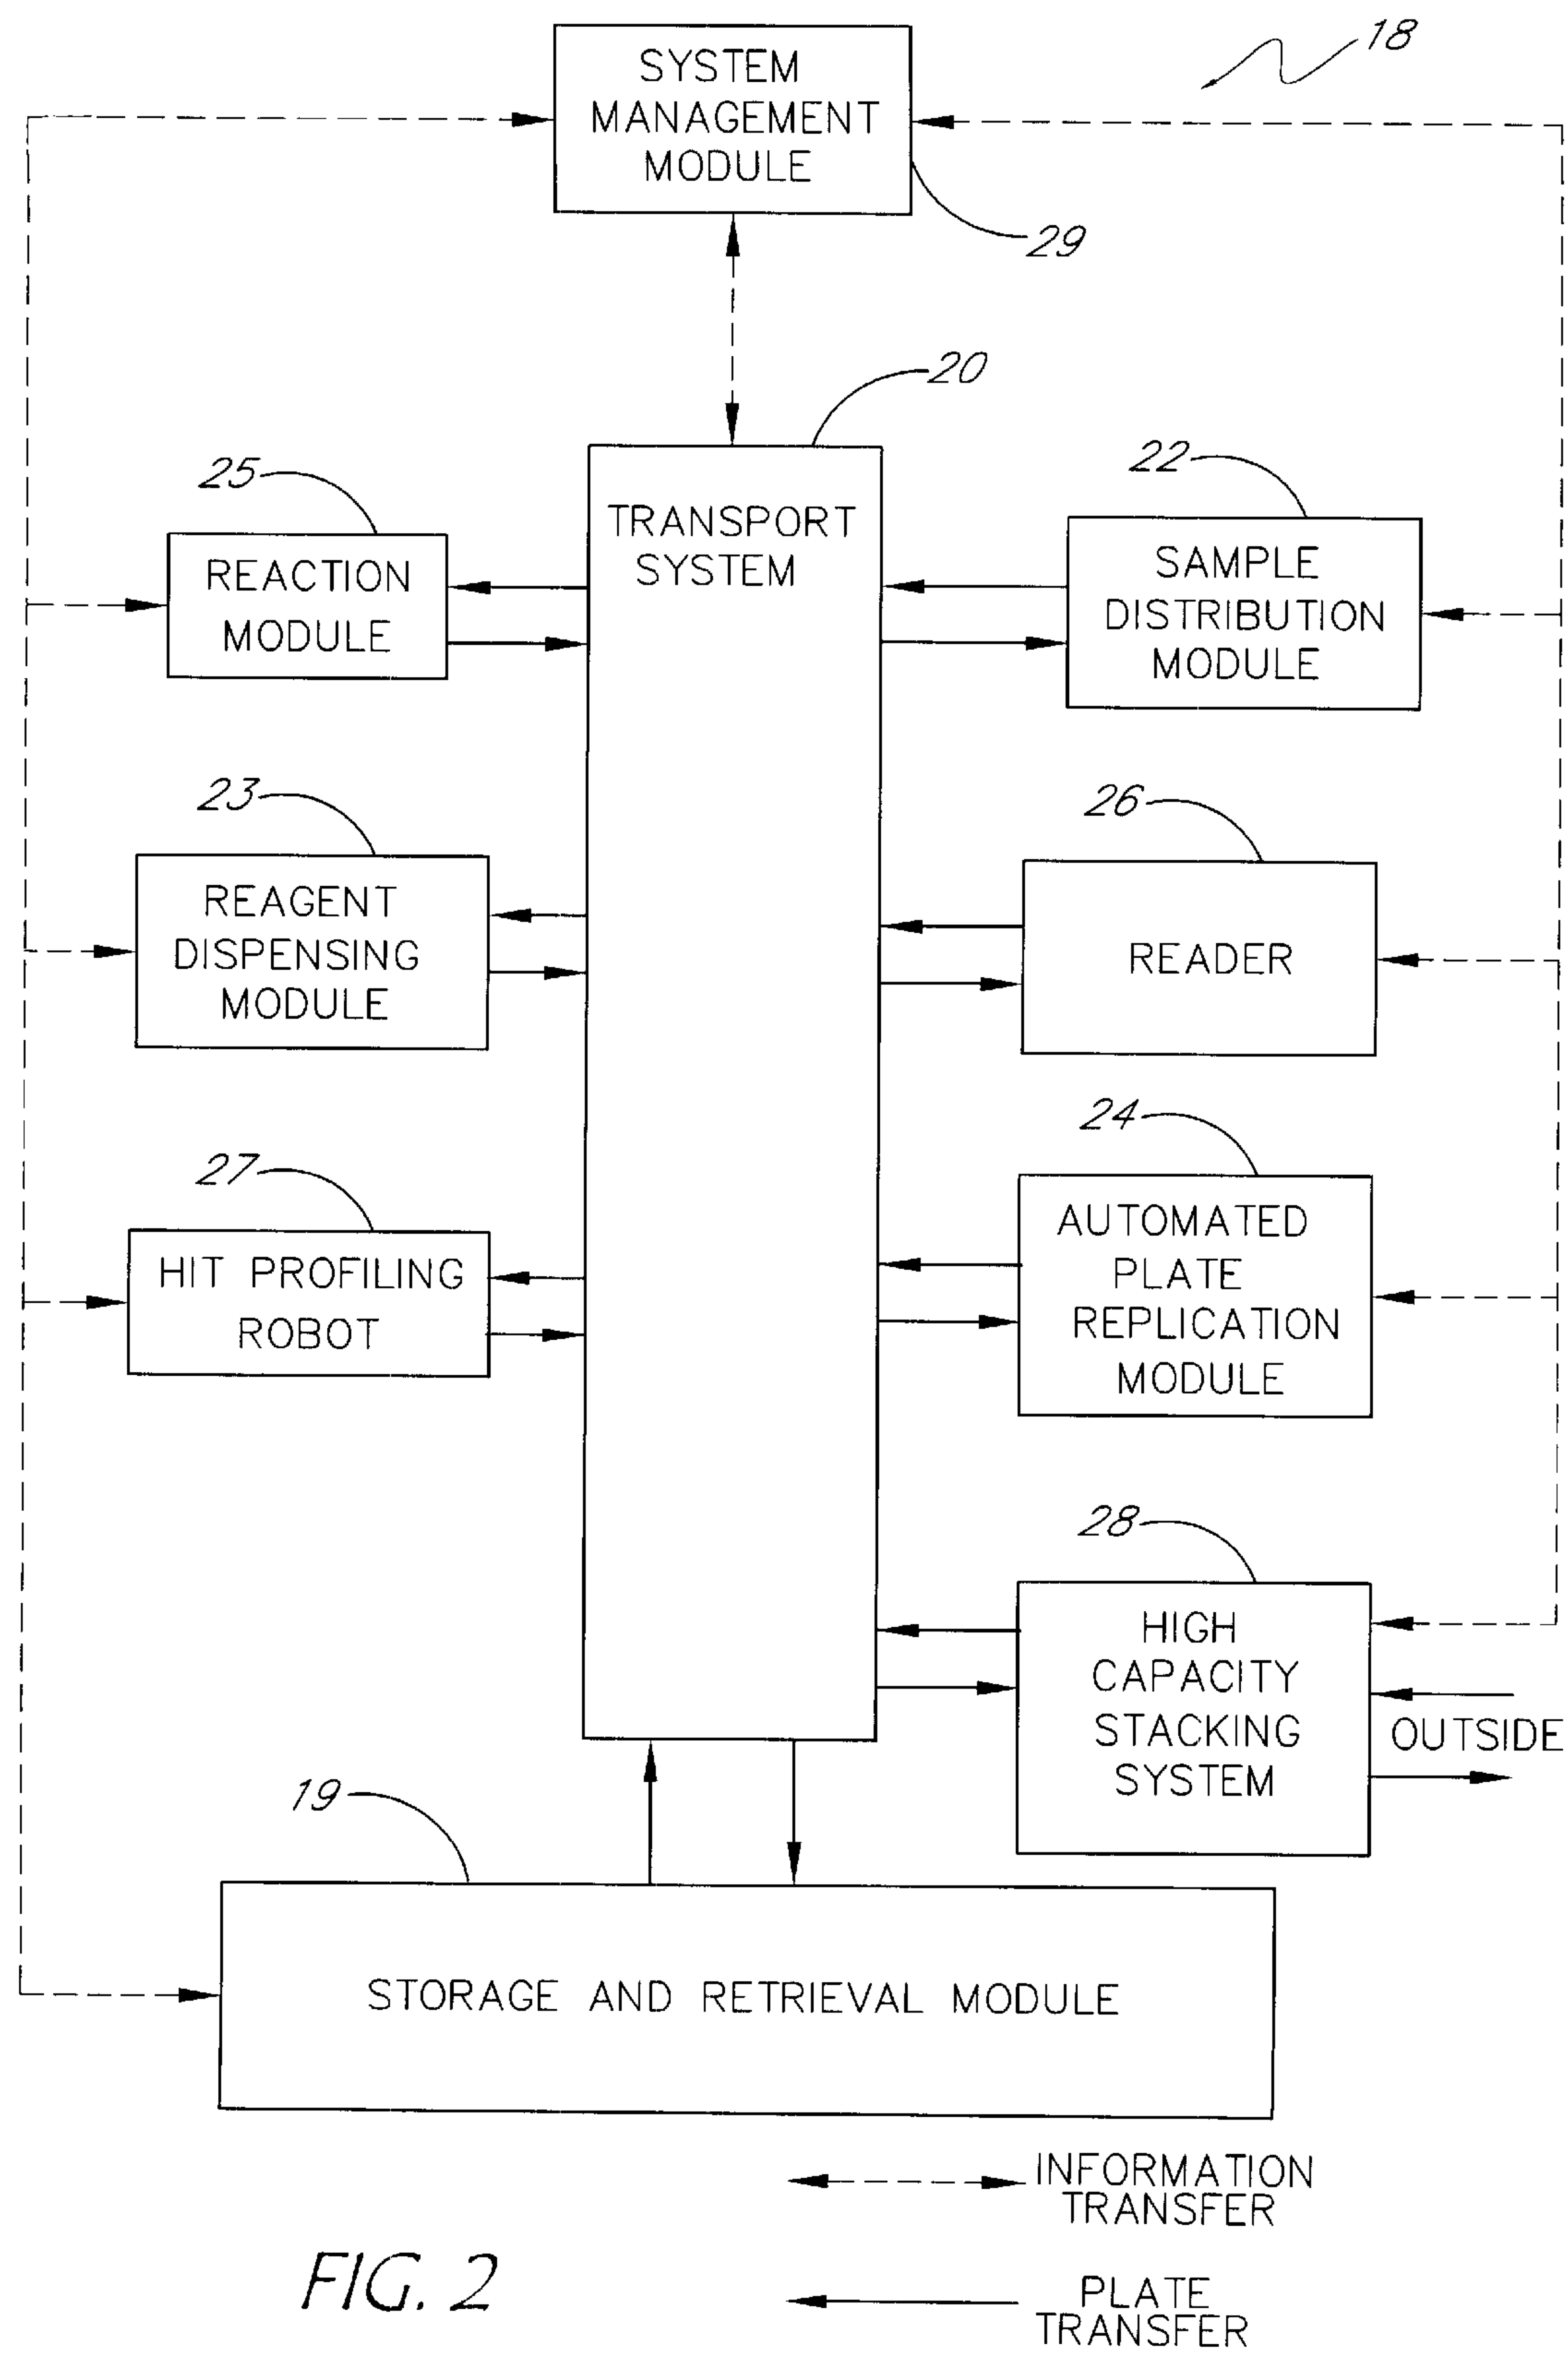 18
SYSTEM
MANAGEMENT
MODULE
29
20
TRANSPORT
SYSTEM
25
REACTION
MODULE
22
SAMPLE
DISTRIBUTION
MODULE
23
REAGENT
DISPENSING
MODULE
26
READER
27
HIT PROFILING
ROBOT
24
AUTOMATED
PLATE
REPLICATION
MODULE
28
HIGH
CAPACITY
STACKING
SYSTEM
OUTSIDE
19
STORAGE AND RETRIEVAL MODULE
INFORMATION
TRANSFER
PLATE
TRANSFER
FIG. 2